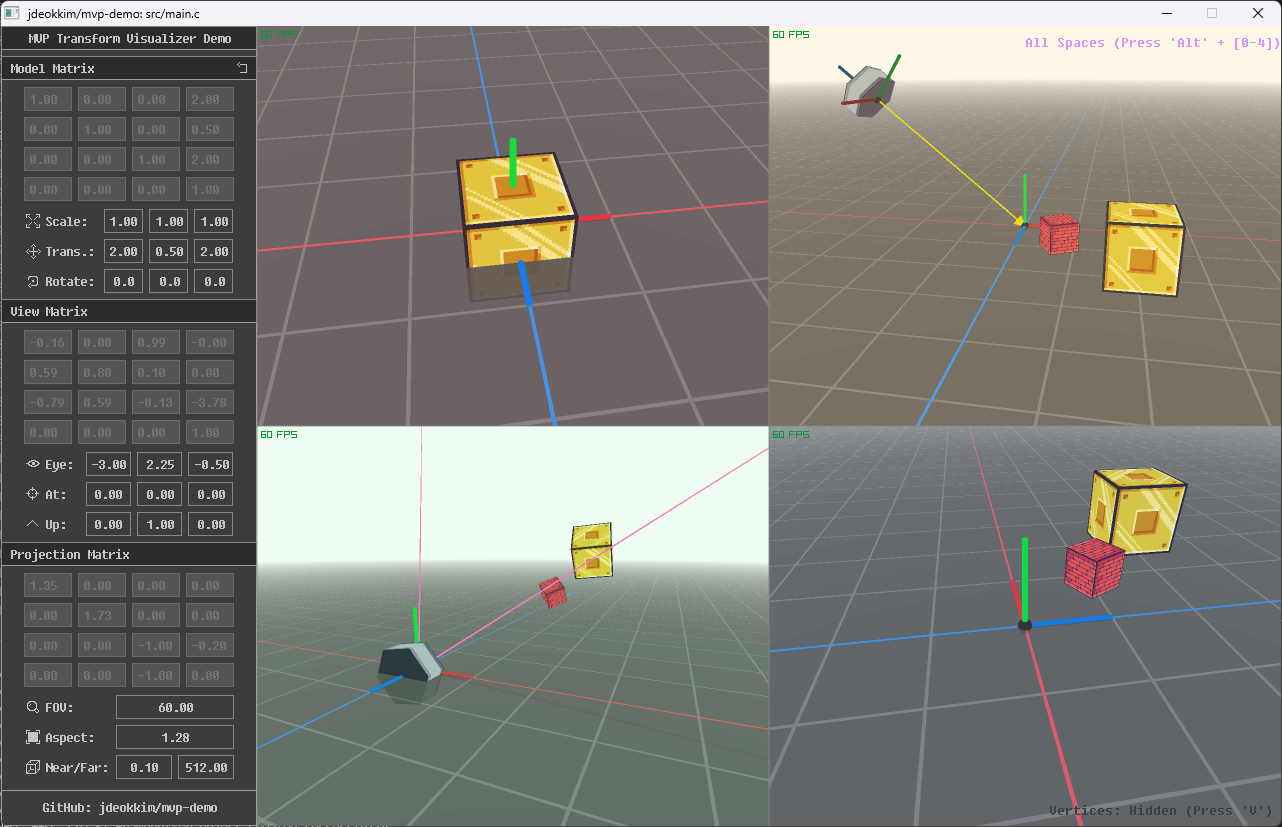 jdeokkim/mvp-demo: src/main.c
MVP Transform Visualizer Demo
Model Matrix
1.00 0.00 0.00 2.00
0.00 1.00 0.00 0.50
0.00 0.00 1.00 2.00
0.00 0.00 0.00 1.00
Scale: 1.00 1.00 1.00
Trans.: 2.00 0.50 2.00
Rotate: 0.0 0.0 0.0
View Matrix
-0.16 0.00 0.99 -0.00
0.59 0.80 0.10 0.00
-0.79 0.59 -0.13 -3.78
0.00 0.00 0.00 1.00
Eye: -3.00 2.25 -0.50
At: 0.00 0.00 0.00
Up: 0.00 1.00 0.00
Projection Matrix
1.35 0.00 0.00 0.00
0.00 1.73 0.00 0.00
0.00 0.00 -1.00 -0.20
0.00 0.00 -1.00 0.00
FOV: 60.00
Aspect: 1.28
Near/Far: 0.10 512.00
GitHub: jdeokkim/mvp-demo
60 FPS
60 FPS
All Spaces (Press 'Alt' + [0-4])
60 FPS
60 FPS
Vertices: Hidden (Press 'V')